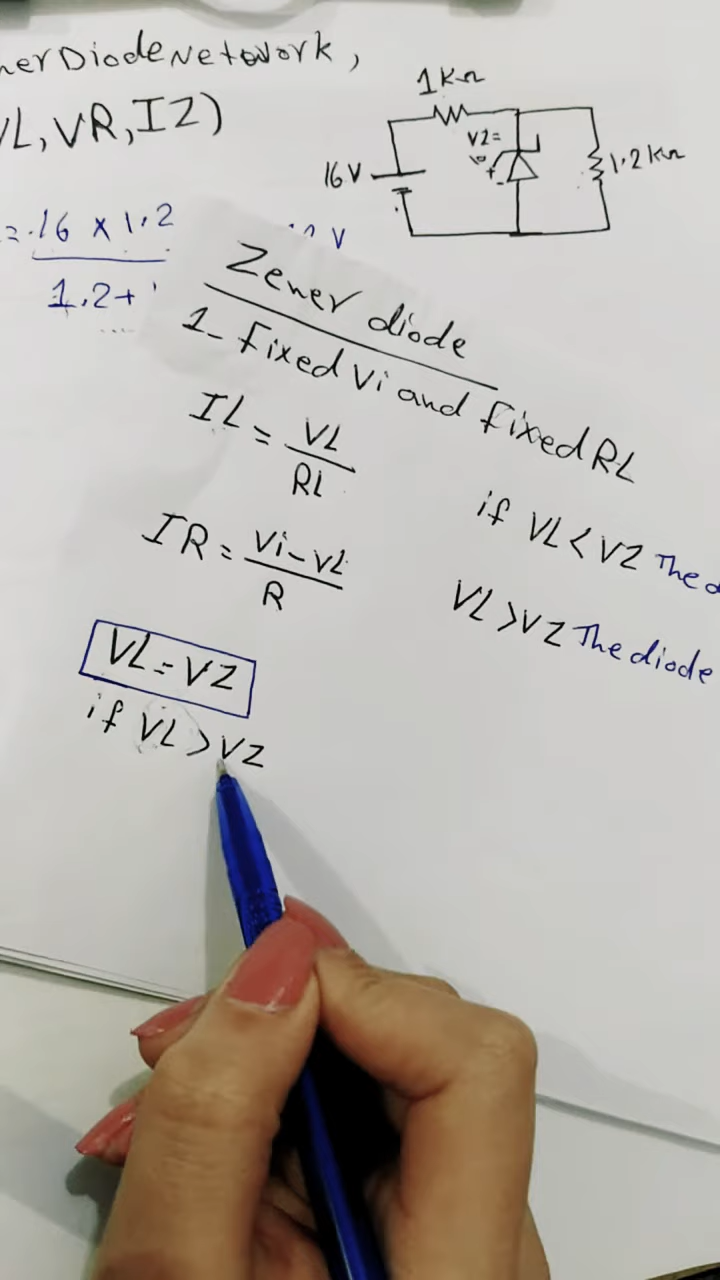 ner Diode Network,
VL, VR, IZ)
1KΩ
VZ=
10
+
-
16V
1.2KΩ
= 16 x 1.2
1.2+
V
Zener diode
1- Fixed Vi and fixed RL
IL = VL
RL
if VL < VZ The d
IR = Vi-VL
R
VL > VZ The diode
VL = VZ
if VL > VZ